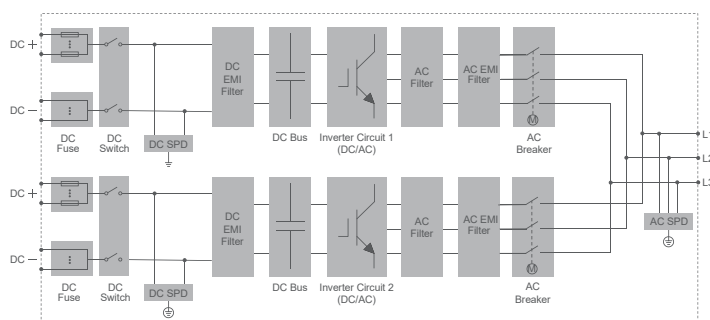 DC +
DC -
DC
Fuse
DC
Switch
DC SPD
DC
EMI
Filter
DC Bus
Inverter Circuit 1
(DC/AC)
AC
Filter
AC EMI
Filter
M
AC
Breaker
L1
L2
L3
AC SPD
DC +
DC -
DC
Fuse
DC
Switch
DC SPD
DC
EMI
Filter
DC Bus
Inverter Circuit 2
(DC/AC)
AC
Filter
AC EMI
Filter
M
AC
Breaker